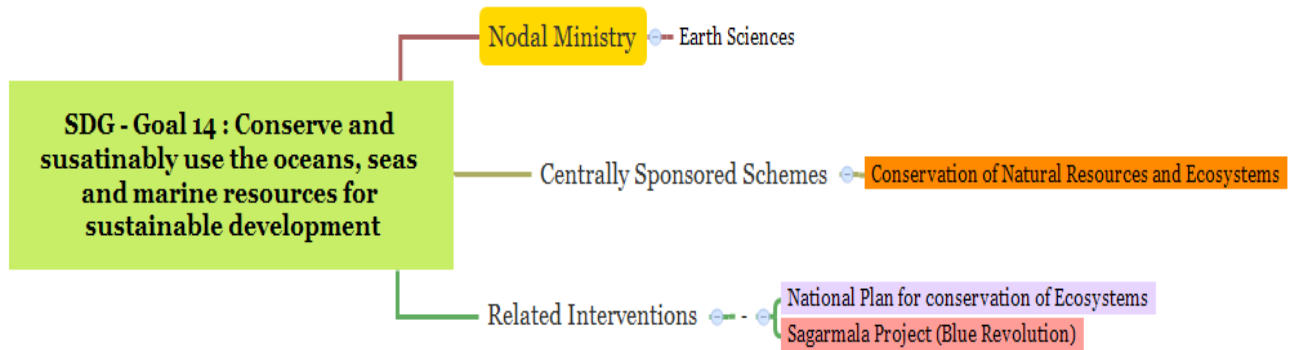 SDG - Goal 14 : Conserve and
susatinably use the oceans, seas
and marine resources for
sustainable development
Nodal Ministry
Earth Sciences
Centrally Sponsored Schemes
Conservation of Natural Resources and Ecosystems
Related Interventions
-
National Plan for conservation of Ecosystems
Sagarmala Project (Blue Revolution)